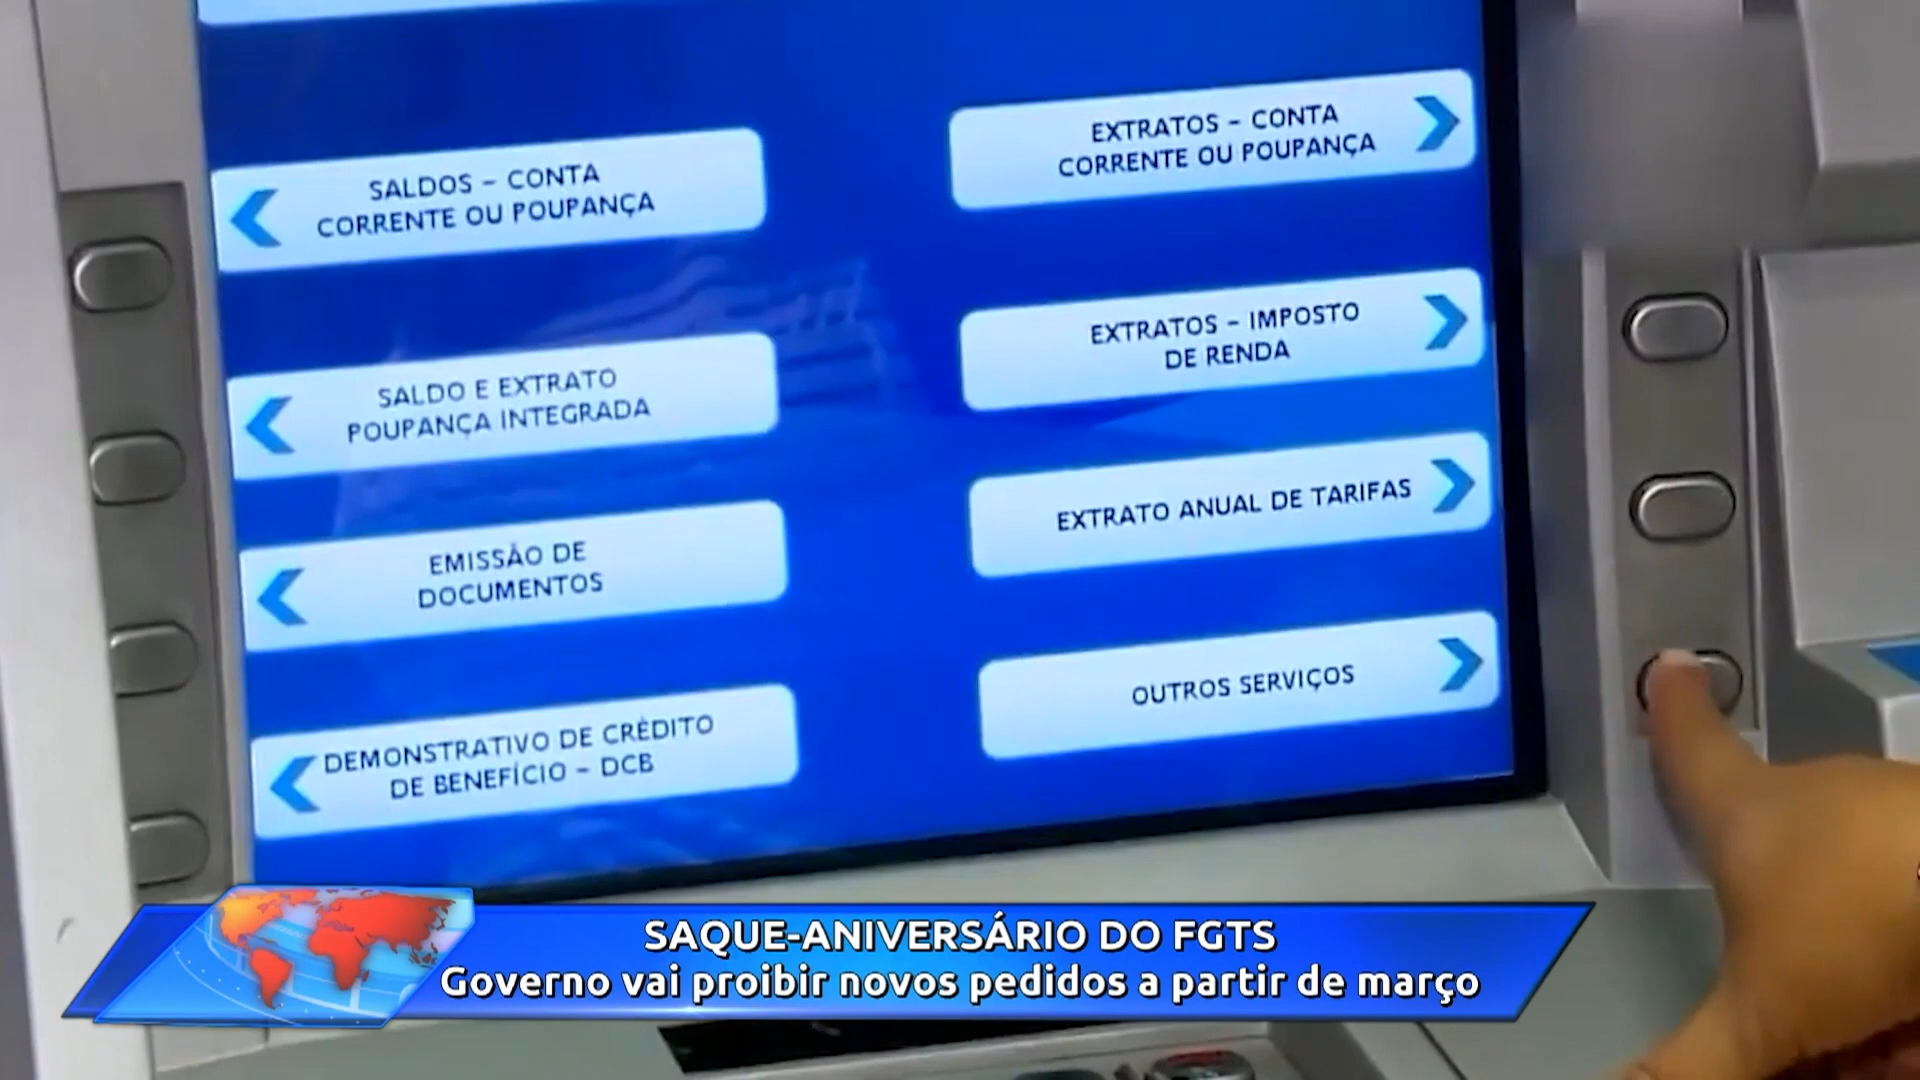 SALDOS – CONTA
CORRENTE OU POUPANÇA
EXTRATOS – CONTA
CORRENTE OU POUPANÇA
SALDO E EXTRATO
POUPANÇA INTEGRADA
EXTRATOS – IMPOSTO
DE RENDA
EMISSÃO DE
DOCUMENTOS
EXTRATO ANUAL DE TARIFAS
DEMONSTRATIVO DE CRÉDITO
DE BENEFÍCIO – DCB
OUTROS SERVIÇOS
SAQUE-ANIVERSÁRIO DO FGTS
Governo vai proibir novos pedidos a partir de março